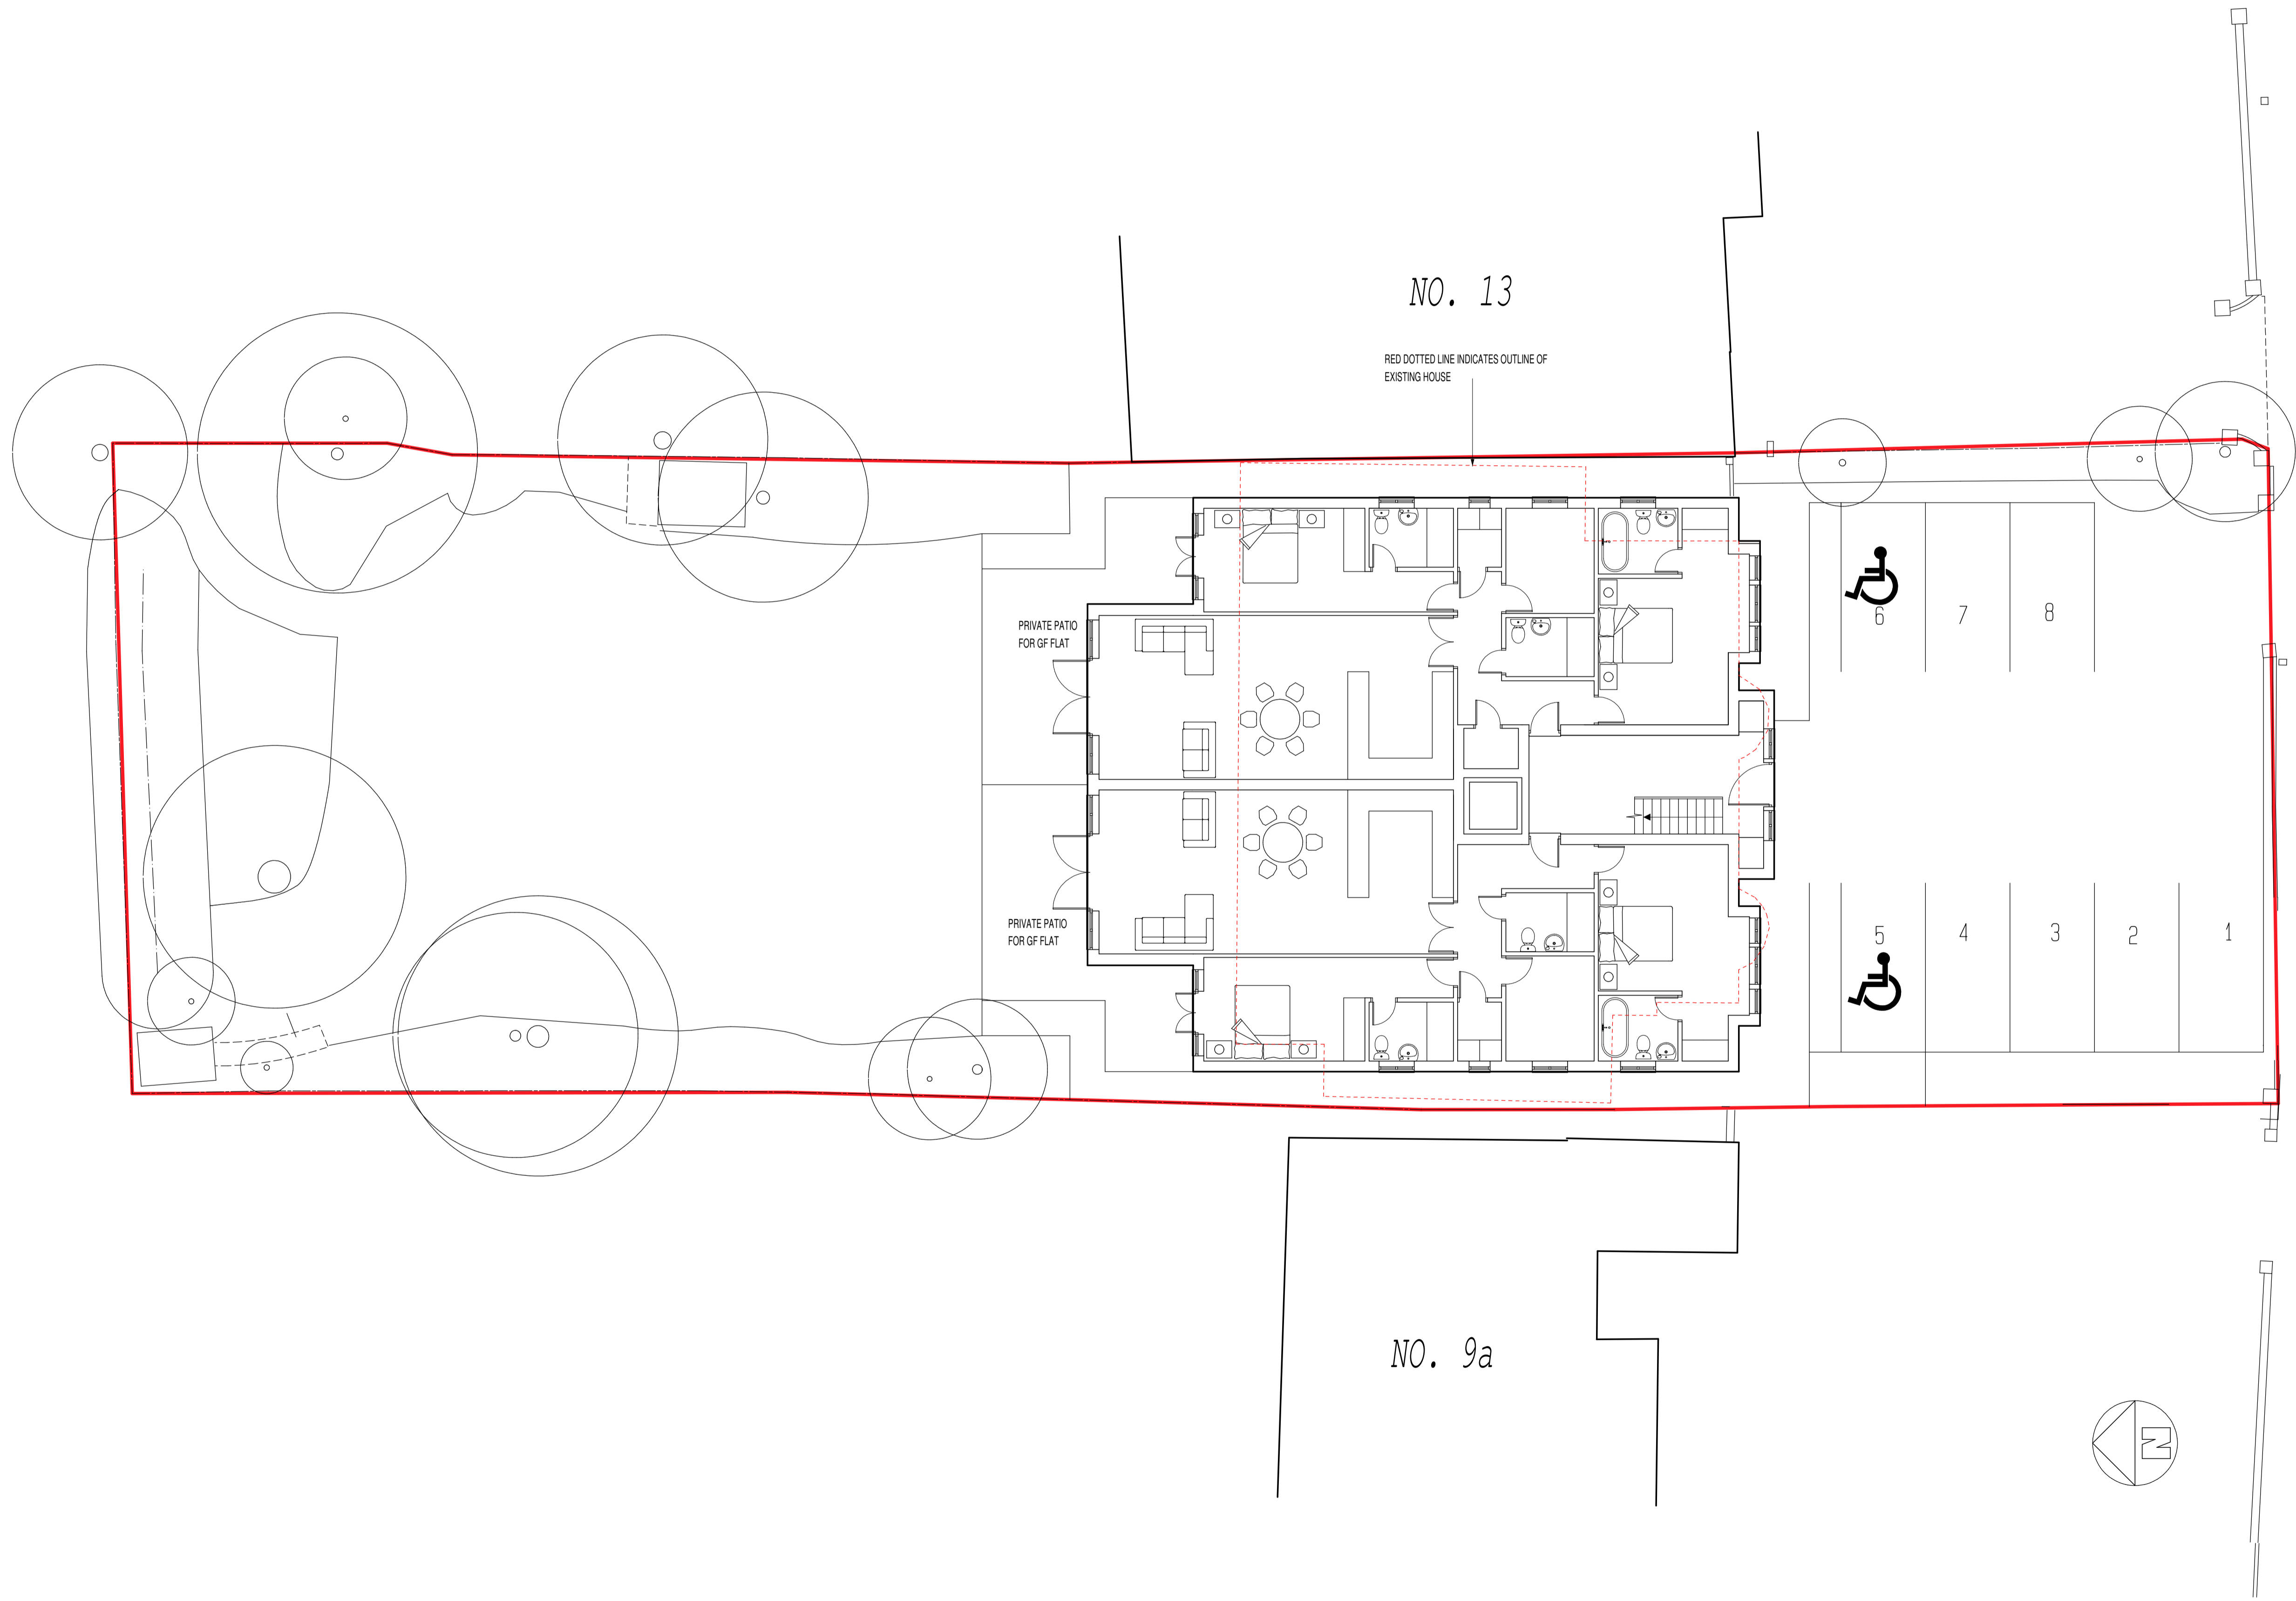 NO. 13
RED DOTTED LINE INDICATES OUTLINE OF
EXISTING HOUSE
PRIVATE PATIO
FOR GF FLAT
6
7
8
PRIVATE PATIO
FOR GF FLAT
5
4
3
2
1
NO. 9a
N